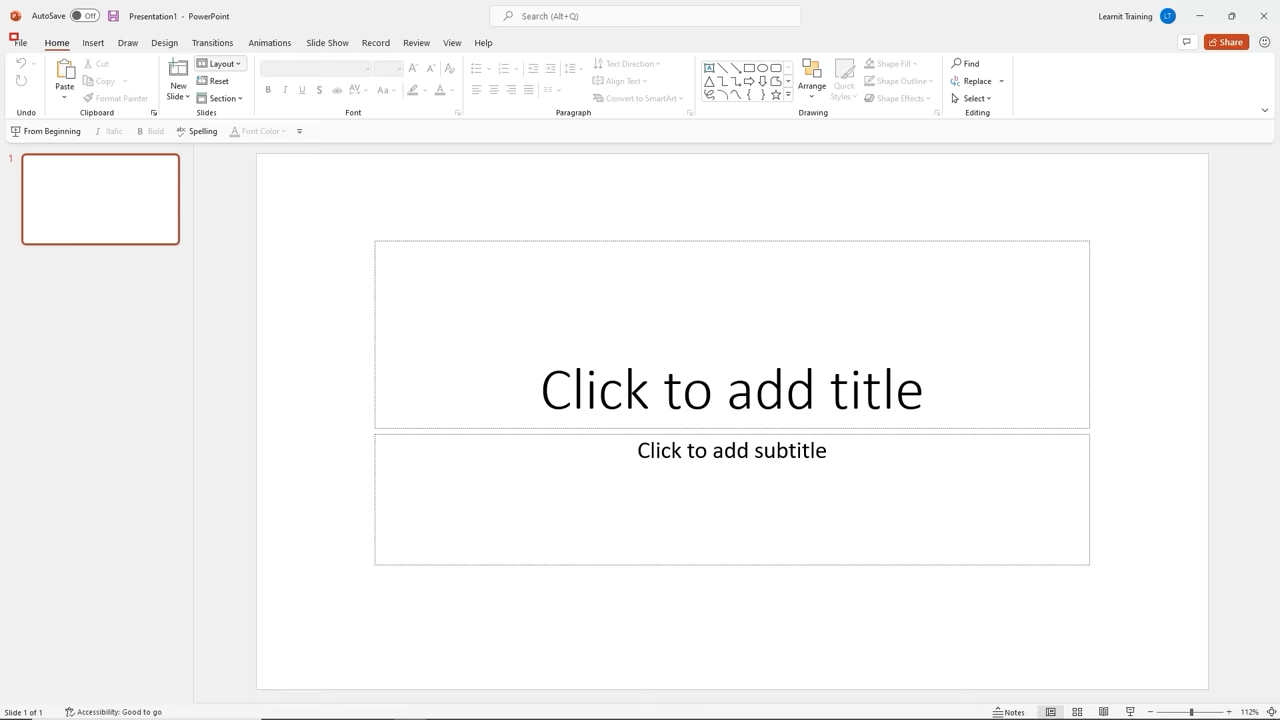 AutoSave Off Presentation1 - PowerPoint Search (Alt+Q) Learnit Training LT
File Home Insert Draw Design Transitions Animations Slide Show Record Review View Help Share
Cut Layout Text Direction Shape Fill Find
Paste Copy New Slide Reset Align Text Arrange Quick Styles Shape Outline Replace
Format Painter Section B I U S ab AV Aa A Convert to SmartArt Shape Effects Select
Undo Clipboard Slides Font Paragraph Drawing Editing
From Beginning I Italic B Bold Spelling A Font Color
1
Click to add title
Click to add subtitle
Slide 1 of 1 Accessibility: Good to go Notes 112%